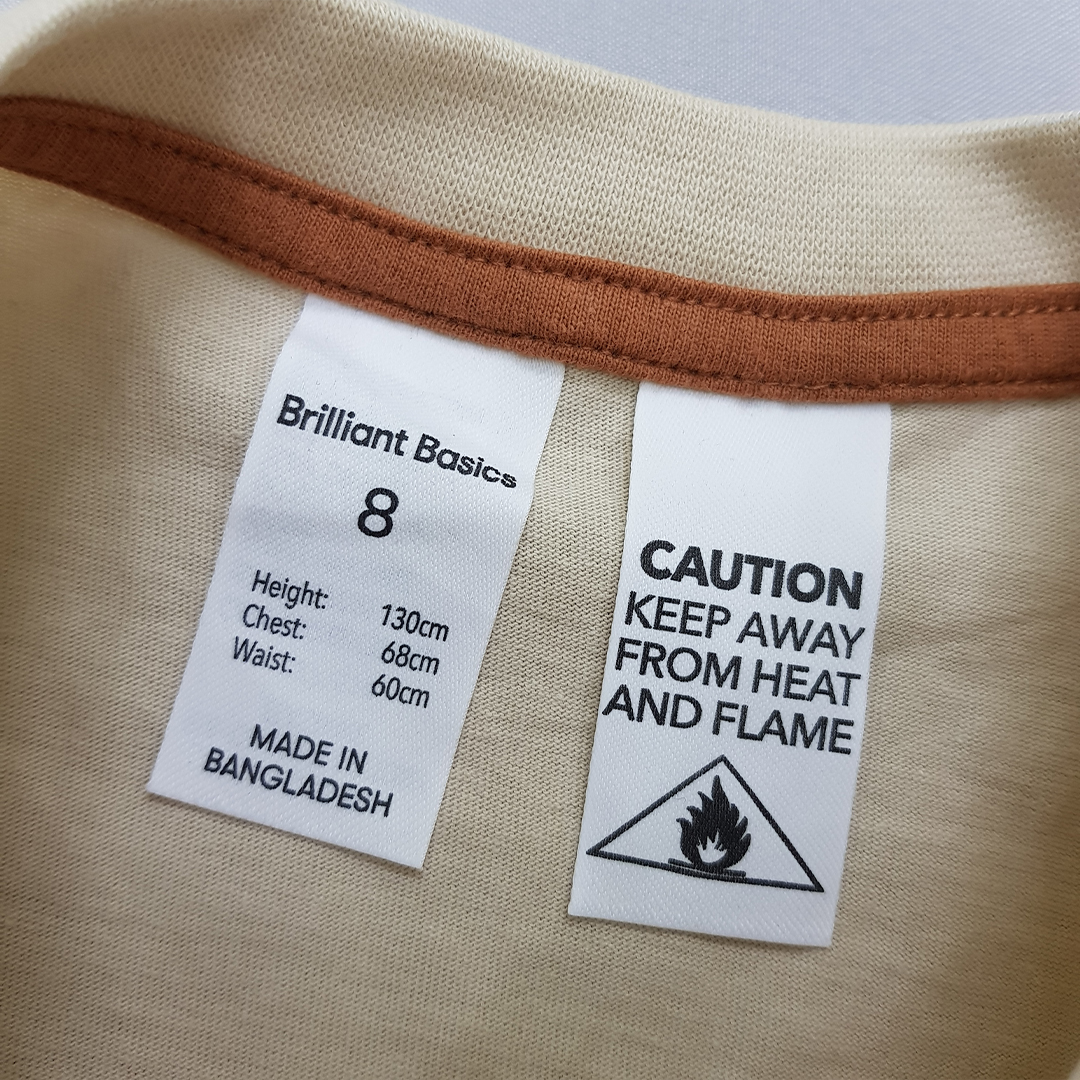 Brilliant Basics
8
Height: 130cm
Chest: 68cm
Waist: 60cm
MADE IN
BANGLADESH
CAUTION
KEEP AWAY
FROM HEAT
AND FLAME